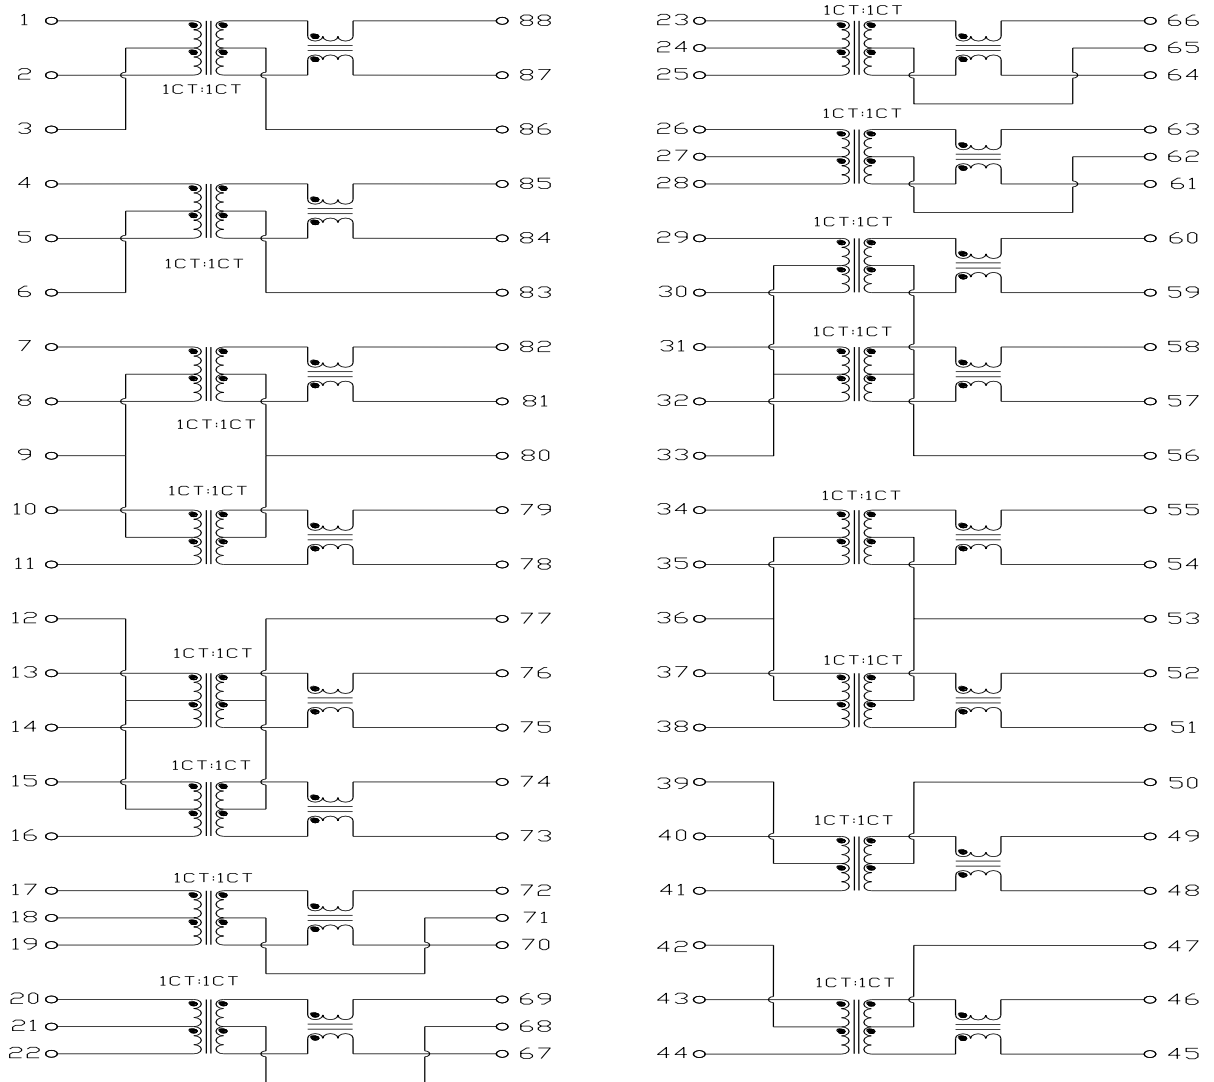 1 88
2 87
1CT:1CT
3 86
4 85
5 84
1CT:1CT
6 83
7 82
8 81
1CT:1CT
9 80
1CT:1CT
10 79
11 78
12 77
1CT:1CT
13 76
14 75
1CT:1CT
15 74
16 73
1CT:1CT
17 72
18 71
19 70
1CT:1CT
20 69
21 68
22 67
1CT:1CT
23 66
24 65
25 64
1CT:1CT
26 63
27 62
28 61
1CT:1CT
29 60
30 59
1CT:1CT
31 58
32 57
33 56
1CT:1CT
34 55
35 54
36 53
1CT:1CT
37 52
38 51
39 50
1CT:1CT
40 49
41 48
42 47
1CT:1CT
43 46
44 45